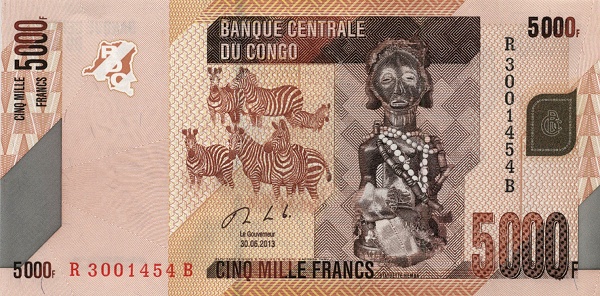 CINQ MILLE
5000
FRANCS
RDC
BANQUE CENTRALE
DU CONGO
5000F
R 3001454 B
Le Gouverneur
30.06.2013
5000F
R 3001454 B
CINQ MILLE FRANCS
5000F